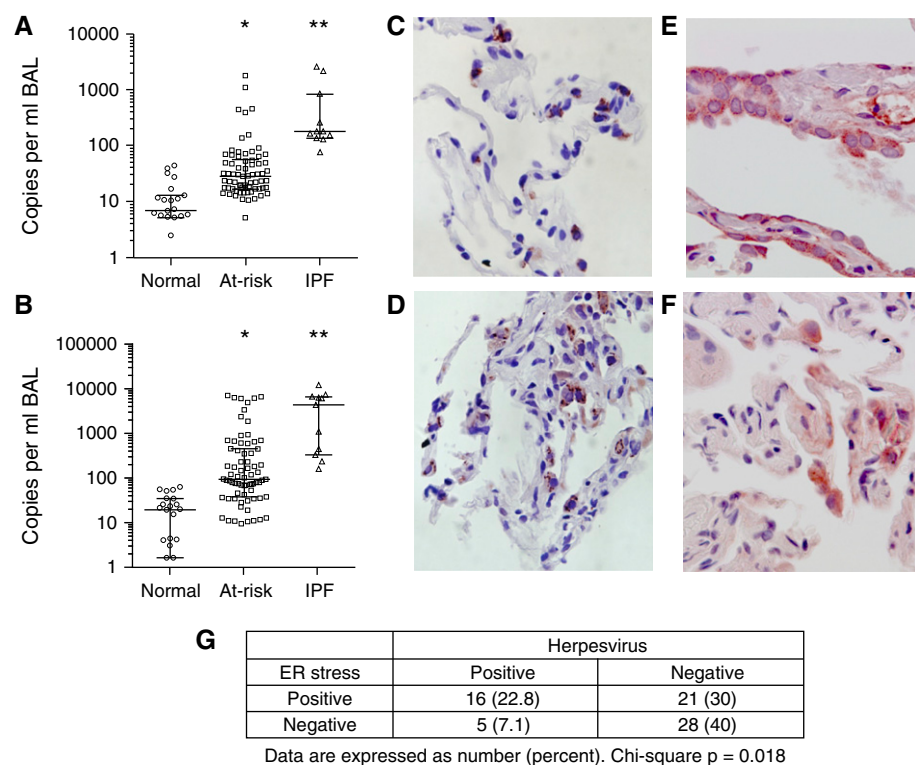 A
* **
10000
1000
100
10
1
Copies per ml BAL
Normal At-risk IPF
B
* **
100000
10000
1000
100
10
1
Copies per ml BAL
Normal At-risk IPF
C
D
E
F
G
Herpesvirus
ER stress Positive Negative
Positive 16 (22.8) 21 (30)
Negative 5 (7.1) 28 (40)
Data are expressed as number (percent). Chi-square p = 0.018